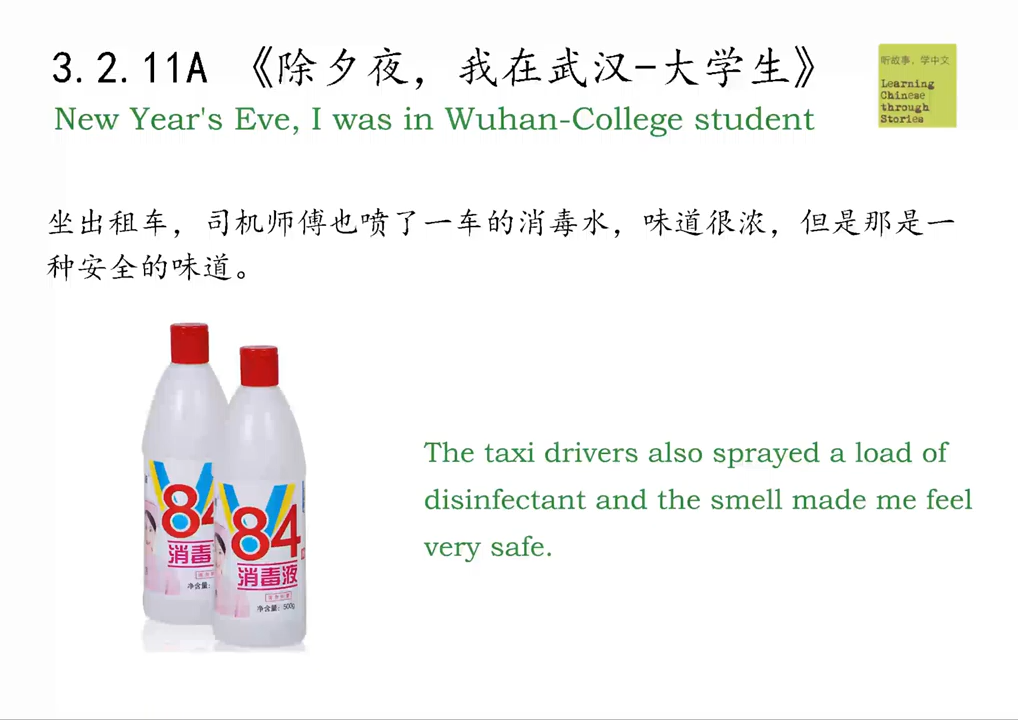 3.2.11A 《除夕夜，我在武汉-大学生》
New Year's Eve, I was in Wuhan-College student
听故事，学中文
Learning
Chinese
through
Stories
坐出租车，司机师傅也喷了一车的消毒水，味道很浓，但是那是一
种安全的味道。
84
消毒
净含量：
84
消毒液
净含量：500g
The taxi drivers also sprayed a load of
disinfectant and the smell made me feel
very safe.